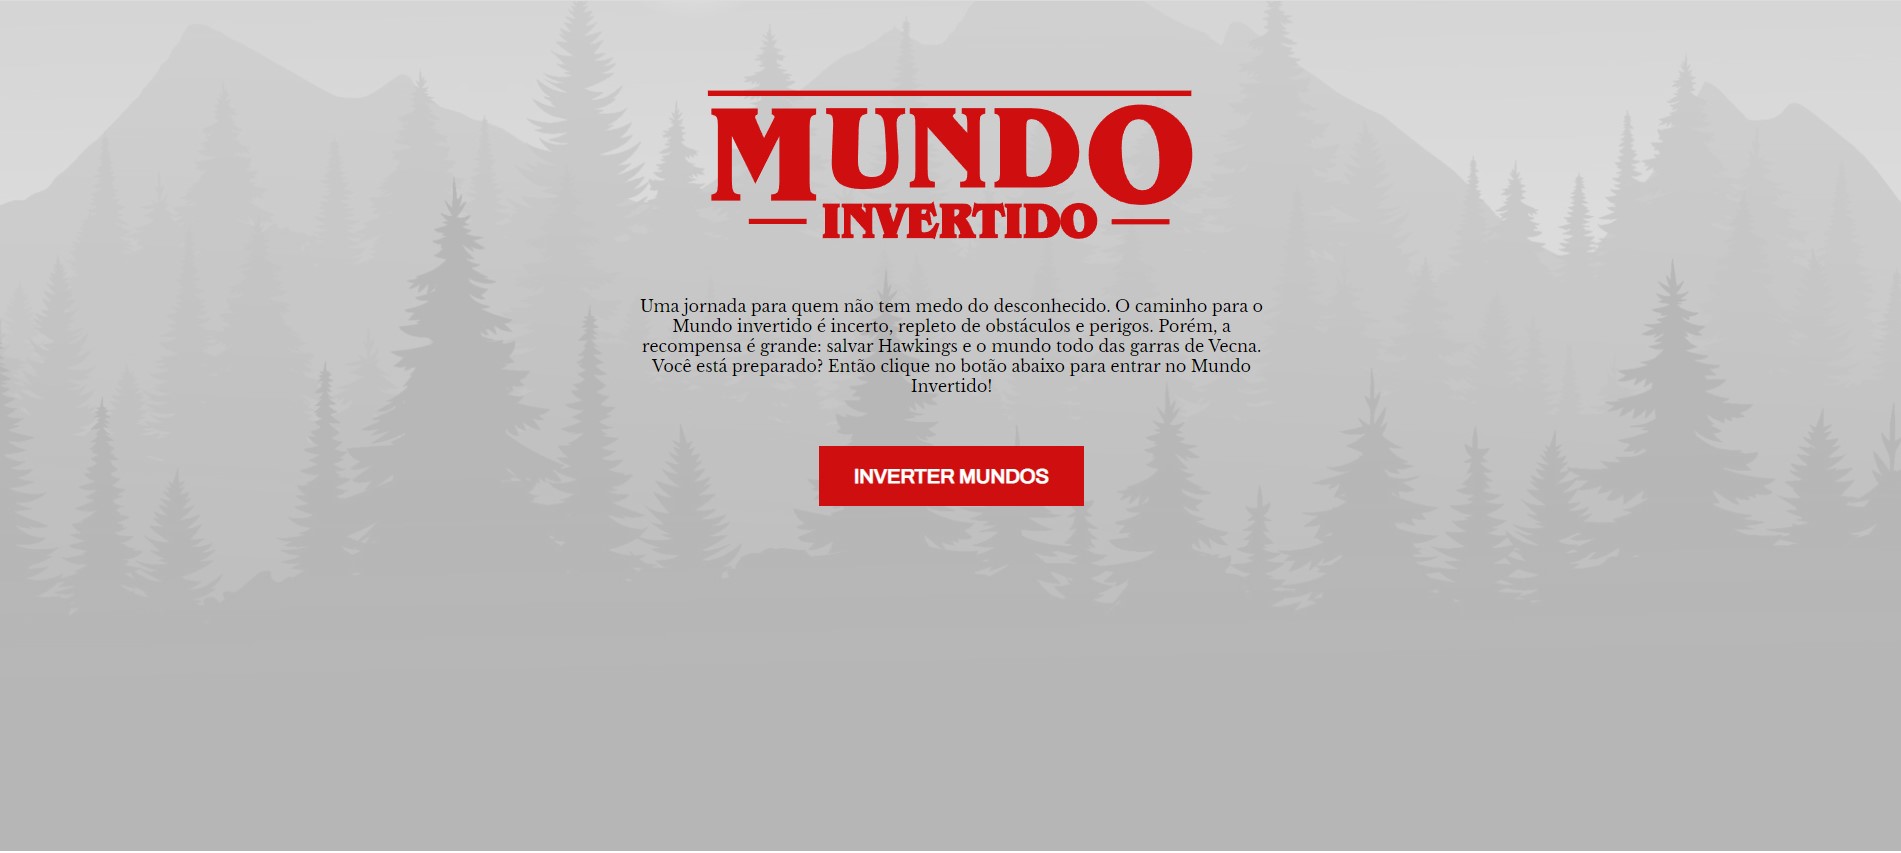 MUNDO
INVERTIDO
Uma jornada para quem não tem medo do desconhecido. O caminho para o
Mundo invertido é incerto, repleto de obstáculos e perigos. Porém, a
recompensa é grande: salvar Hawkings e o mundo todo das garras de Vecna.
Você está preparado? Então clique no botão abaixo para entrar no Mundo
Invertido!
INVERTER MUNDOS